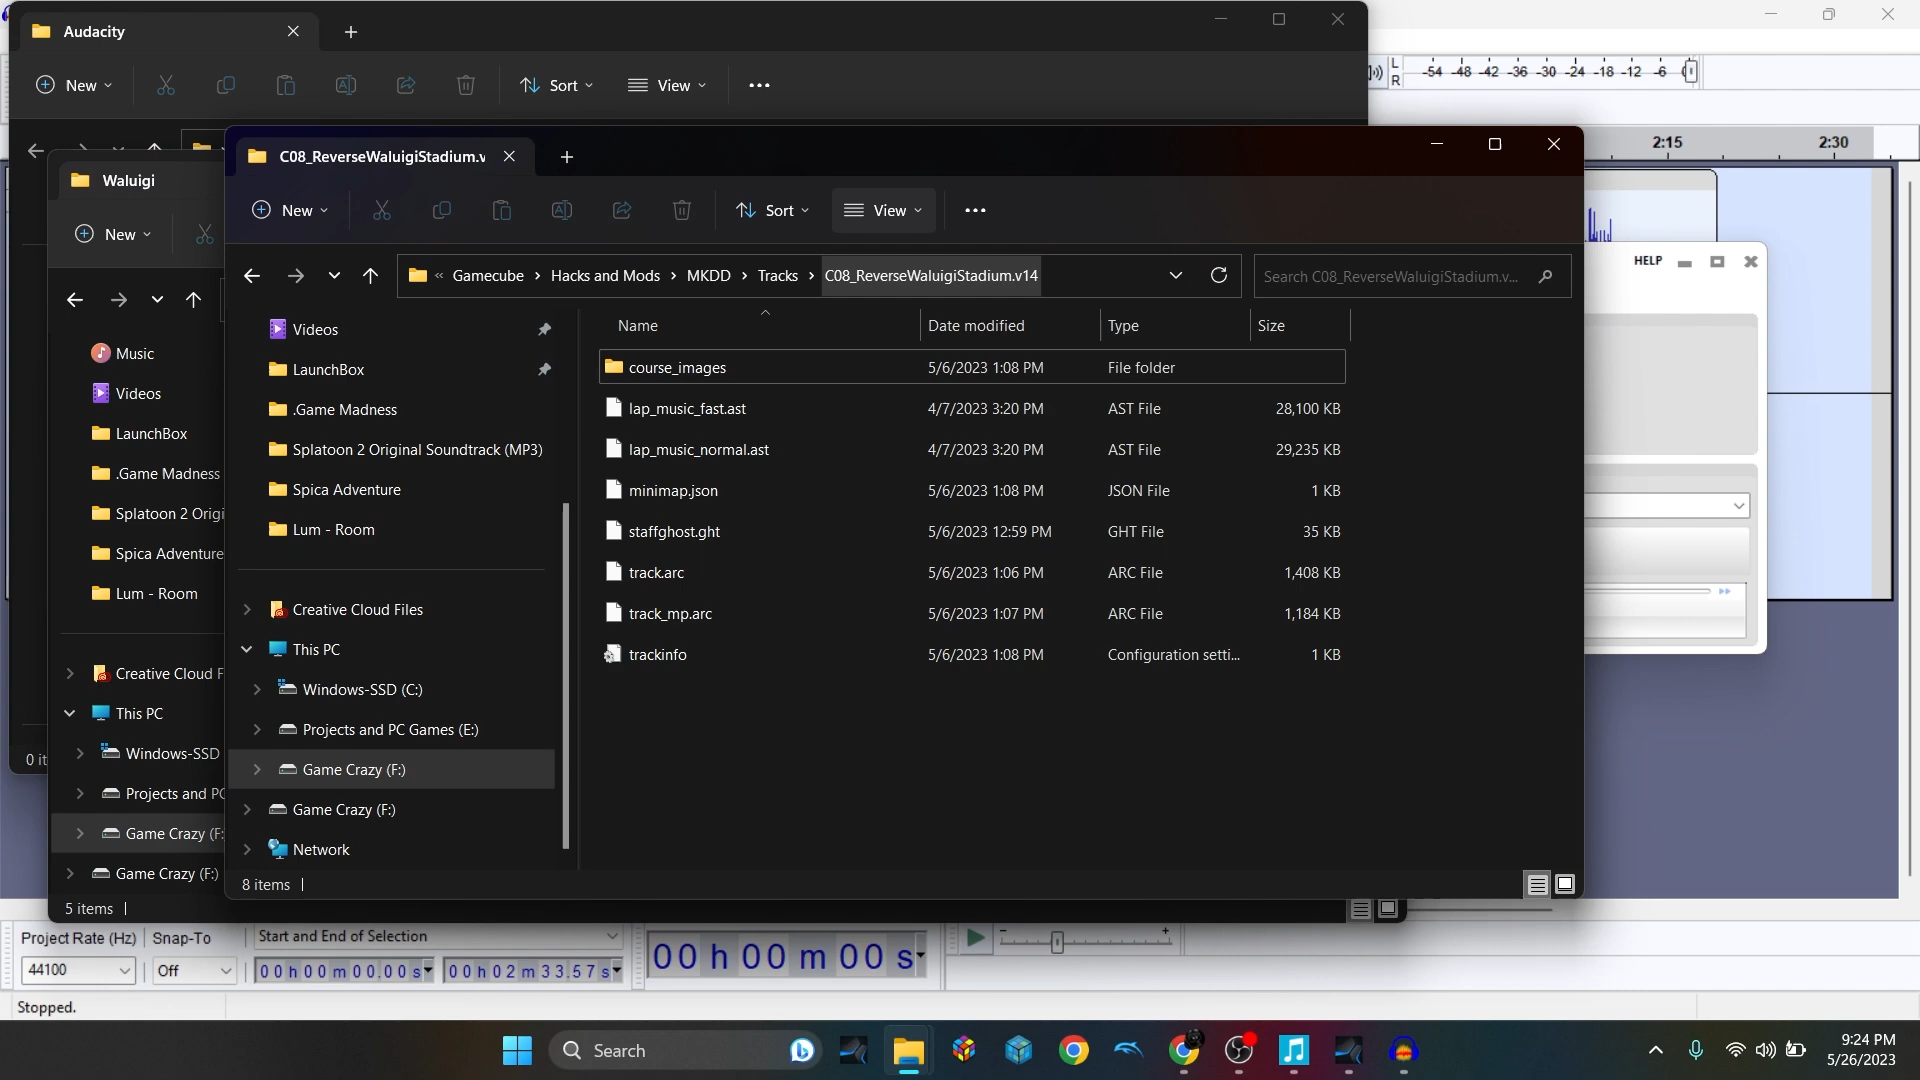 Audacity
New
Sort
View
L
R
-54 -48 -42 -36 -30 -24 -18 -12 -6
2:15
2:30
Waluigi
New
Music
Videos
LaunchBox
.Game Madness
Splatoon 2 Origi
Spica Adventure
Lum - Room
Creative Cloud F
This PC
Windows-SSD
Projects and PC
Game Crazy (F:
Game Crazy (F:)
5 items
0 it
C08_ReverseWaluigiStadium.v
New
Sort
View
« Gamecube > Hacks and Mods > MKDD > Tracks > C08_ReverseWaluigiStadium.v14
Search C08_ReverseWaluigiStadium.v...
Videos
LaunchBox
.Game Madness
Splatoon 2 Original Soundtrack (MP3)
Spica Adventure
Lum - Room
Creative Cloud Files
This PC
Windows-SSD (C:)
Projects and PC Games (E:)
Game Crazy (F:)
Game Crazy (F:)
Network
8 items
Name Date modified Type Size
course_images 5/6/2023 1:08 PM File folder
lap_music_fast.ast 4/7/2023 3:20 PM AST File 28,100 KB
lap_music_normal.ast 4/7/2023 3:20 PM AST File 29,235 KB
minimap.json 5/6/2023 1:08 PM JSON File 1 KB
staffghost.ght 5/6/2023 12:59 PM GHT File 35 KB
track.arc 5/6/2023 1:06 PM ARC File 1,408 KB
track_mp.arc 5/6/2023 1:07 PM ARC File 1,184 KB
trackinfo 5/6/2023 1:08 PM Configuration setti... 1 KB
HELP
Project Rate (Hz) Snap-To Start and End of Selection
44100 Off 00 h 00 m 00.00 s 00 h 02 m 33.57 s
00 h 00 m 00 s
Stopped.
Search
9:24 PM
5/26/2023